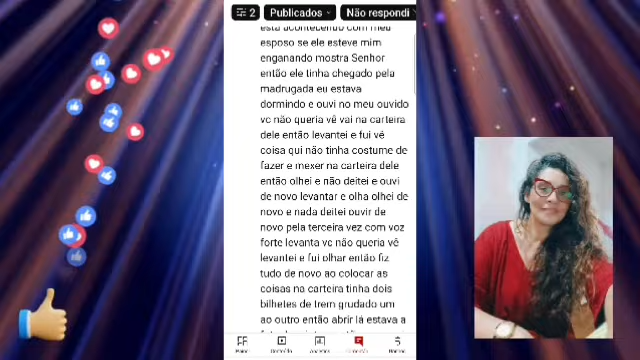 2 Publicados Não respondi
está acontecendo com meu
esposo se ele esteve mim
enganando mostra Senhor
então ele tinha chegado pela
madrugada eu estava
dormindo e ouvi no meu ouvido
vc não queria vê vai na carteira
dele então levantei e fui vê
coisa qui não tinha costume de
fazer e mexer na carteira dele
então olhei e não deitei e ouvi
de novo levantar e olha olhei de
novo e nada deitei ouvir de
novo pela terceira vez com voz
forte levanta vc não queria vê
levantei e fui olhar então fiz
tudo de novo ao colocar as
coisas na carteira tinha dois
bilhetes de trem grudado um
ao outro então abrir lá estava a
Conteúdo